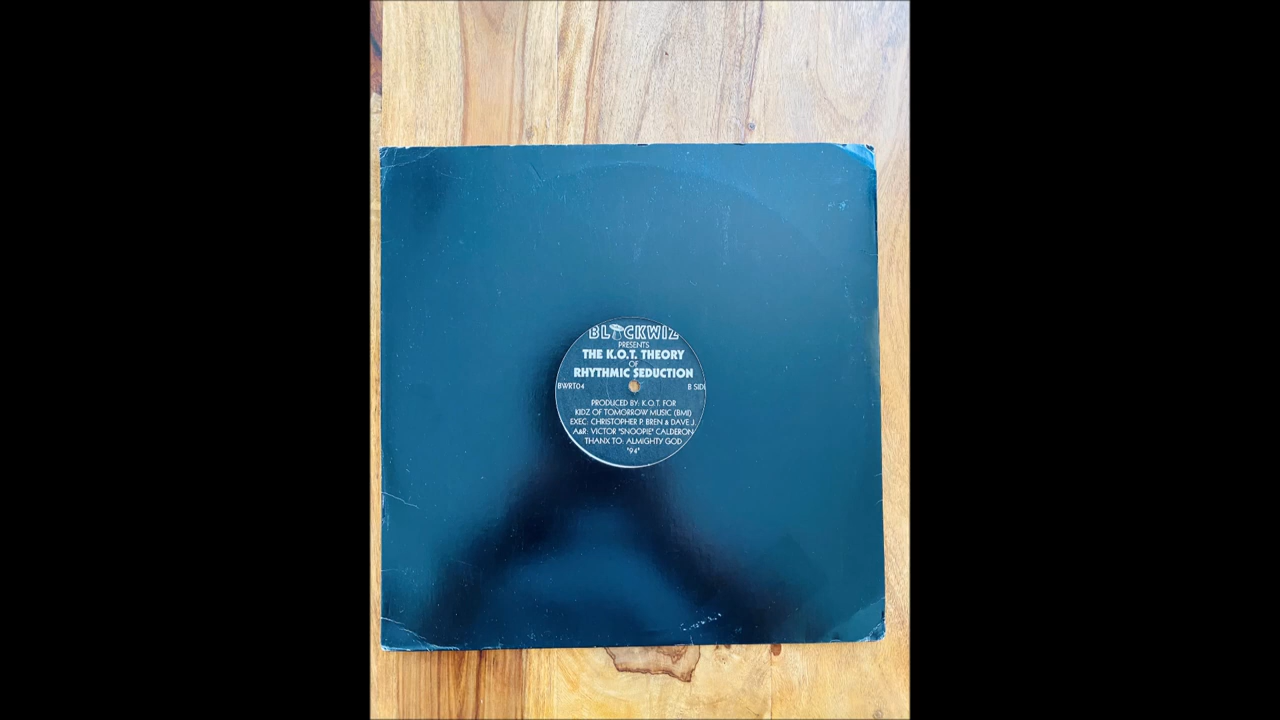 BLACKWIZ
PRESENTS
THE K.O.T. THEORY
OF
RHYTHMIC SEDUCTION
BWRT04 B SIDE
PRODUCED BY: K.O.T. FOR
KIDZ OF TOMORROW MUSIC (BMI)
EXEC: CHRISTOPHER P. BREN & DAVE J.
A&R: VICTOR "SNOOPIE" CALDERON
THANX TO: ALMIGHTY GOD
"94"